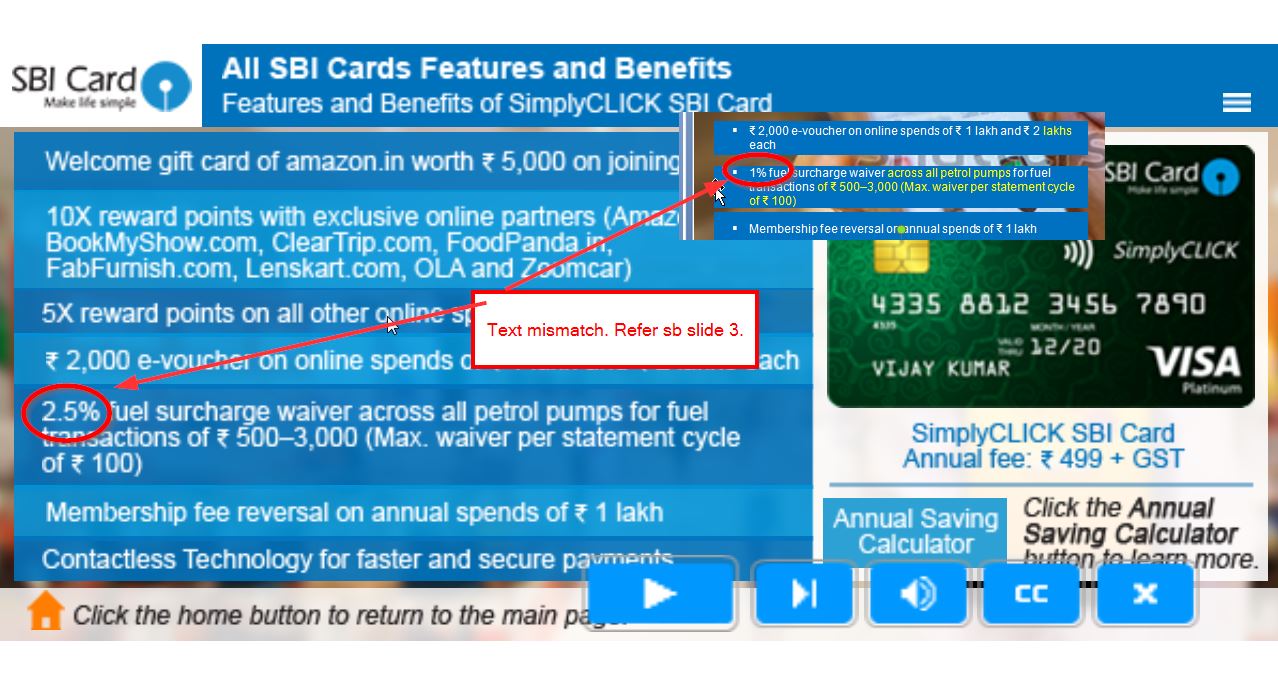 SBI Card
Make life simple
All SBI Cards Features and Benefits
Features and Benefits of SimplyCLICK SBI Card
Welcome gift card of amazon.in worth ₹ 5,000 on joining
10X reward points with exclusive online partners
BookMyShow.com, ClearTrip.com, FoodPanda.in,
FabFurnish.com, Lenskart.com, OLA and Zoomcar)
5X reward points on all other online
₹ 2,000 e-voucher on online spends
2.5% fuel surcharge waiver across all petrol pumps for fuel
transactions of ₹ 500–3,000 (Max. waiver per statement cycle
of ₹ 100)
Membership fee reversal on annual spends of ₹ 1 lakh
Contactless Technology for faster and secure payments
₹ 2,000 e-voucher on online spends of ₹ 1 lakh and ₹ 2 lakhs
each
1% fuel surcharge waiver across all petrol pumps for fuel
transactions of ₹ 500–3,000 (Max. waiver per statement cycle
of ₹ 100)
Membership fee reversal on annual spends of ₹ 1 lakh
Text mismatch. Refer sb slide 3.
SBI Card
Make life simple
SimplyCLICK
4335 8812 3456 7890
4335
MONTH/YEAR
VALID
THRU
12/20
VIJAY KUMAR
VISA
Platinum
SimplyCLICK SBI Card
Annual fee: ₹ 499 + GST
Annual Saving
Calculator
Click the Annual
Saving Calculator
button to learn more.
Click the home button to return to the main page.
CC